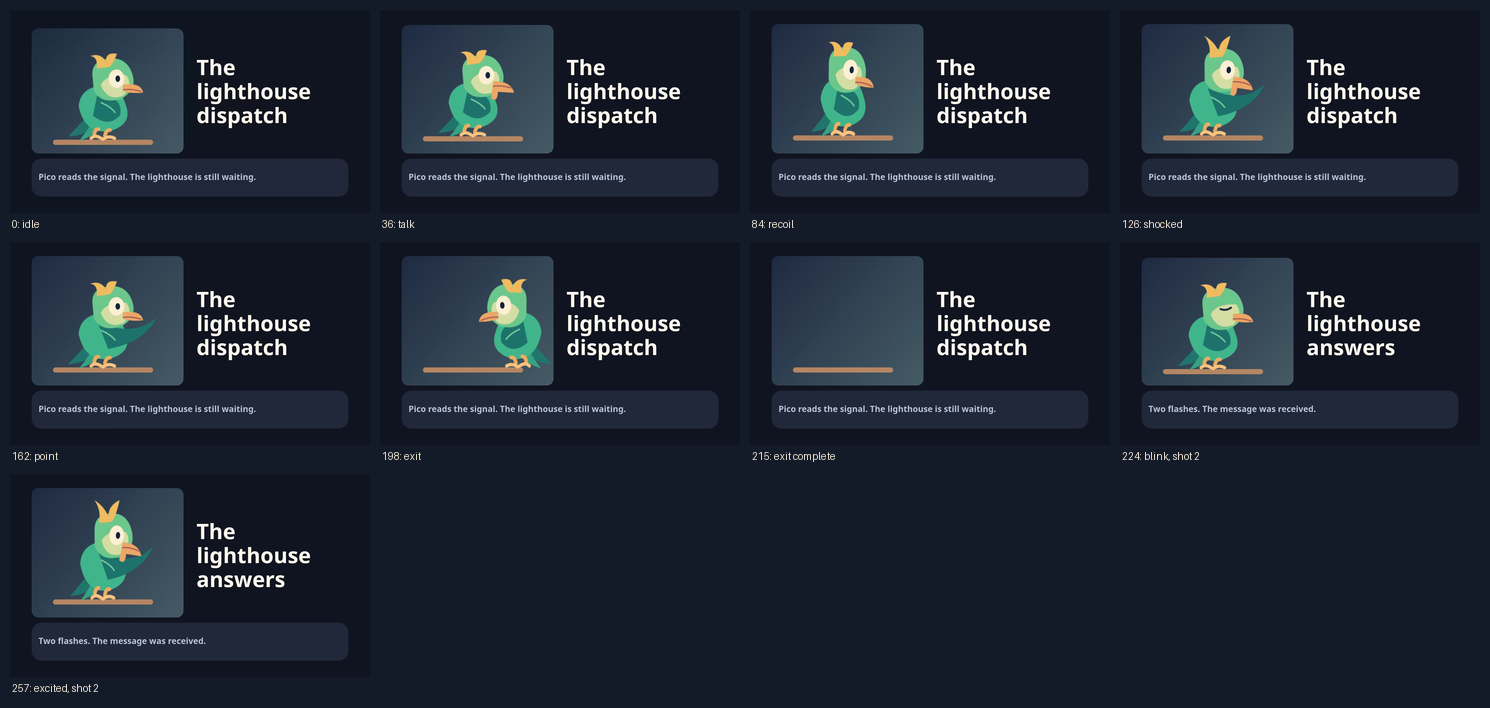 The
lighthouse
dispatch
Pico reads the signal. The lighthouse is still waiting.
0: idle
The
lighthouse
dispatch
Pico reads the signal. The lighthouse is still waiting.
36: talk
The
lighthouse
dispatch
Pico reads the signal. The lighthouse is still waiting.
84: recoil
The
lighthouse
dispatch
Pico reads the signal. The lighthouse is still waiting.
126: shocked
The
lighthouse
dispatch
Pico reads the signal. The lighthouse is still waiting.
162: point
The
lighthouse
dispatch
Pico reads the signal. The lighthouse is still waiting.
198: exit
The
lighthouse
dispatch
Pico reads the signal. The lighthouse is still waiting.
215: exit complete
The
lighthouse
answers
Two flashes. The message was received.
224: blink, shot 2
The
lighthouse
answers
Two flashes. The message was received.
257: excited, shot 2